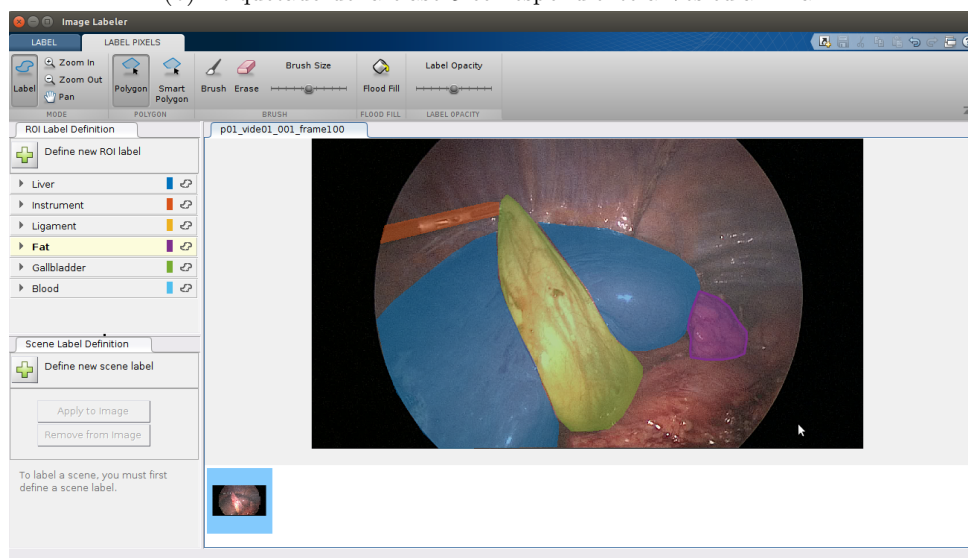 Image Labeler
LABEL
LABEL PIXELS
Label
Zoom In
Zoom Out
Pan
MODE
Polygon
Smart
Polygon
POLYGON
Brush
Erase
Brush Size
BRUSH
Flood Fill
FLOOD FILL
Label Opacity
LABEL OPACITY
ROI Label Definition
Define new ROI label
Liver
Instrument
Ligament
Fat
Gallbladder
Blood
Scene Label Definition
Define new scene label
Apply to Image
Remove from Image
To label a scene, you must first
define a scene label.
p01_vide01_001_frame100